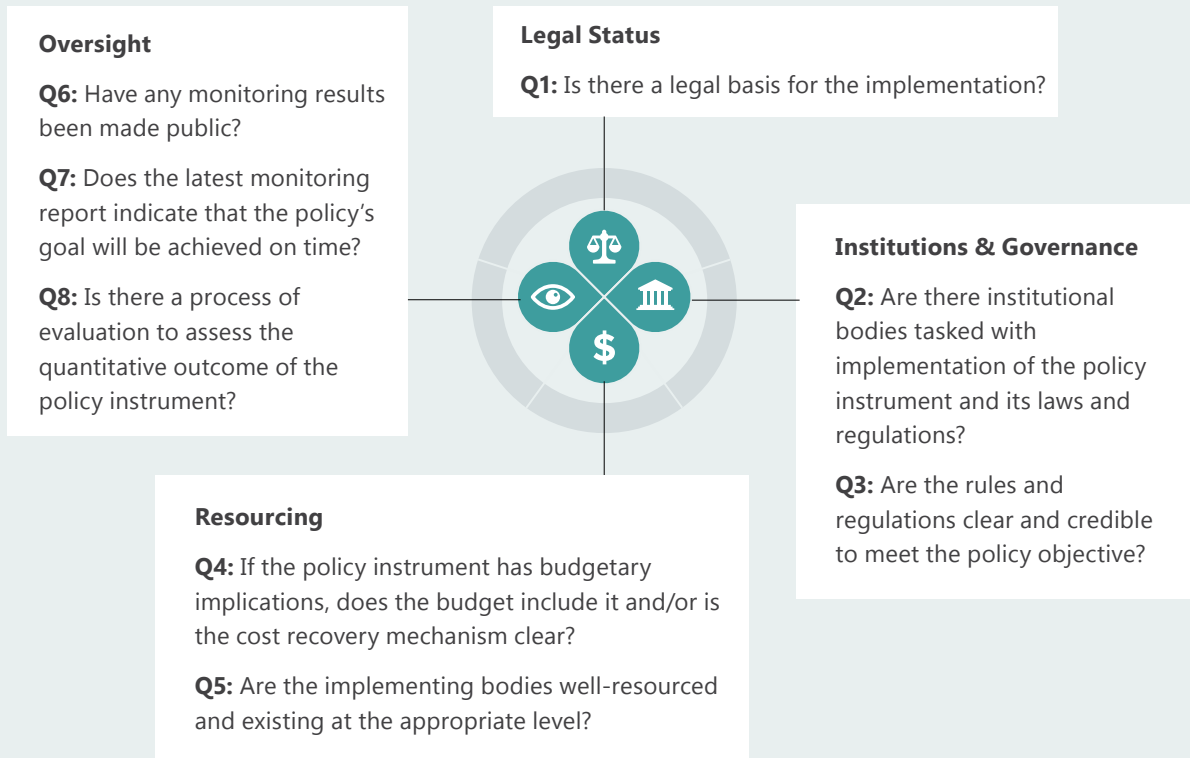 Oversight
Q6: Have any monitoring results
been made public?
Q7: Does the latest monitoring
report indicate that the policy’s
goal will be achieved on time?
Q8: Is there a process of
evaluation to assess the
quantitative outcome of the
policy instrument?
Legal Status
Q1: Is there a legal basis for the implementation?
Institutions & Governance
Q2: Are there institutional
bodies tasked with
implementation of the policy
instrument and its laws and
regulations?
Q3: Are the rules and
regulations clear and credible
to meet the policy objective?
$
Resourcing
Q4: If the policy instrument has budgetary
implications, does the budget include it and/or is
the cost recovery mechanism clear?
Q5: Are the implementing bodies well-resourced
and existing at the appropriate level?